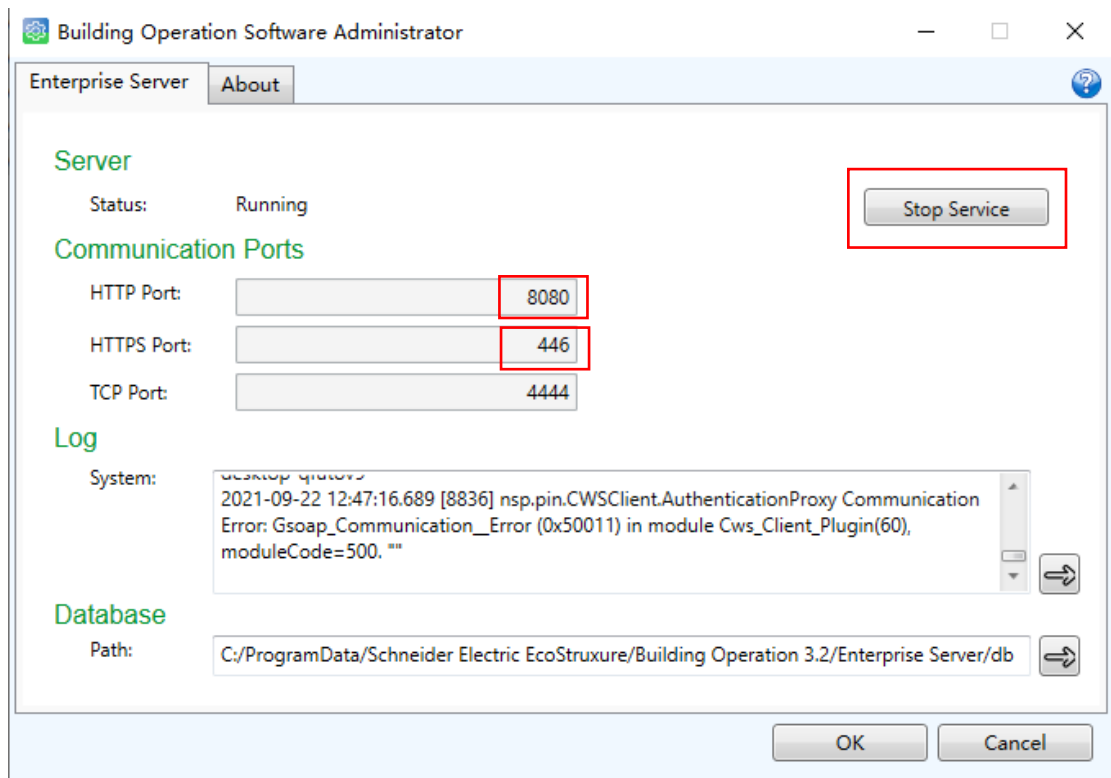 Building Operation Software Administrator
Enterprise Server
About
Server
Status: Running
Stop Service
Communication Ports
HTTP Port: 8080
HTTPS Port: 446
TCP Port: 4444
Log
System:
2021-09-22 12:47:16.689 [8836] nsp.pin.CWSClient.AuthenticationProxy Communication
Error: Gsoap_Communication__Error (0x50011) in module Cws_Client_Plugin(60),
moduleCode=500. ""
Database
Path: C:/ProgramData/Schneider Electric EcoStruxure/Building Operation 3.2/Enterprise Server/db
OK
Cancel